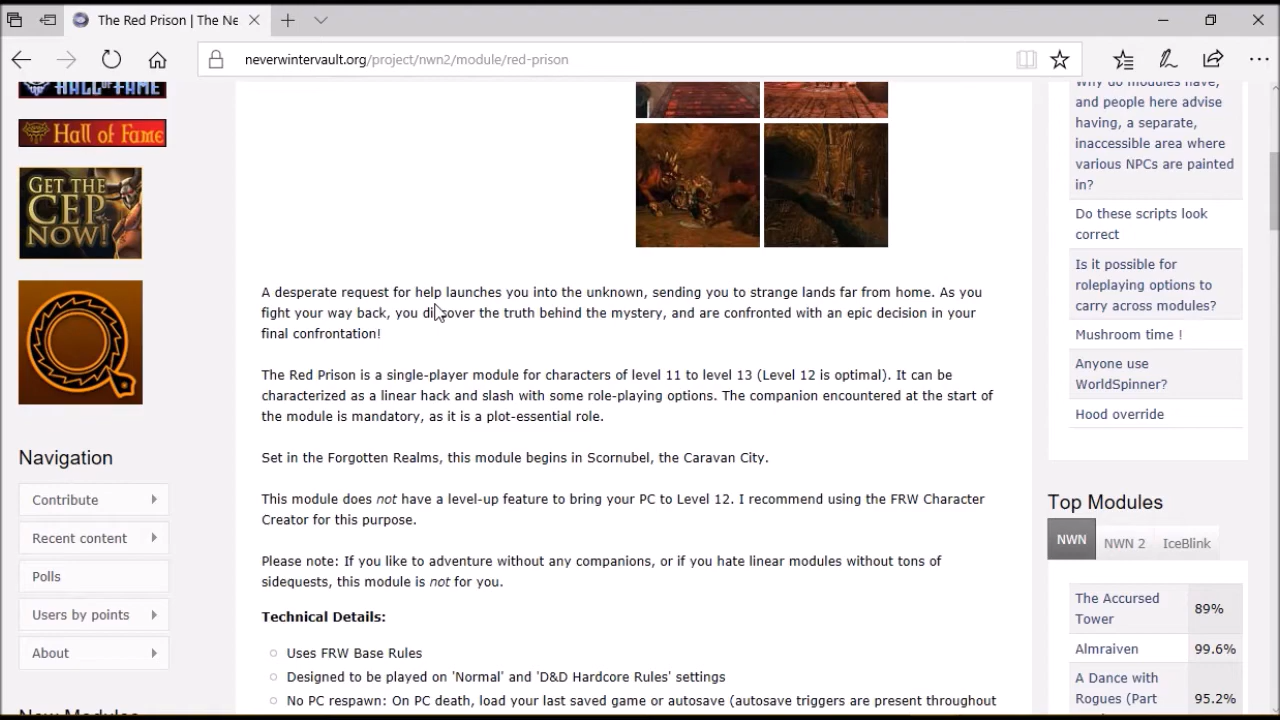 The Red Prison | The Ne
neverwintervault.org/project/nwn2/module/red-prison
HALL OF FAME
Hall of Fame
GET THE
CEP
NOW!
Navigation
Contribute
Recent content
Polls
Users by points
About
A desperate request for help launches you into the unknown, sending you to strange lands far from home. As you
fight your way back, you discover the truth behind the mystery, and are confronted with an epic decision in your
final confrontation!
The Red Prison is a single-player module for characters of level 11 to level 13 (Level 12 is optimal). It can be
characterized as a linear hack and slash with some role-playing options. The companion encountered at the start of
the module is mandatory, as it is a plot-essential role.
Set in the Forgotten Realms, this module begins in Scornubel, the Caravan City.
This module does not have a level-up feature to bring your PC to Level 12. I recommend using the FRW Character
Creator for this purpose.
Please note: If you like to adventure without any companions, or if you hate linear modules without tons of
sidequests, this module is not for you.
Technical Details:
Uses FRW Base Rules
Designed to be played on 'Normal' and 'D&D Hardcore Rules' settings
No PC respawn: On PC death, load your last saved game or autosave (autosave triggers are present throughout
Why do modules have,
and people here advise
having, a separate,
inaccessible area where
various NPCs are painted
in?
Do these scripts look
correct
Is it possible for
roleplaying options to
carry across modules?
Mushroom time !
Anyone use
WorldSpinner?
Hood override
Top Modules
NWN NWN 2 IceBlink
The Accursed
Tower 89%
Almraiven 99.6%
A Dance with
Rogues (Part 95.2%